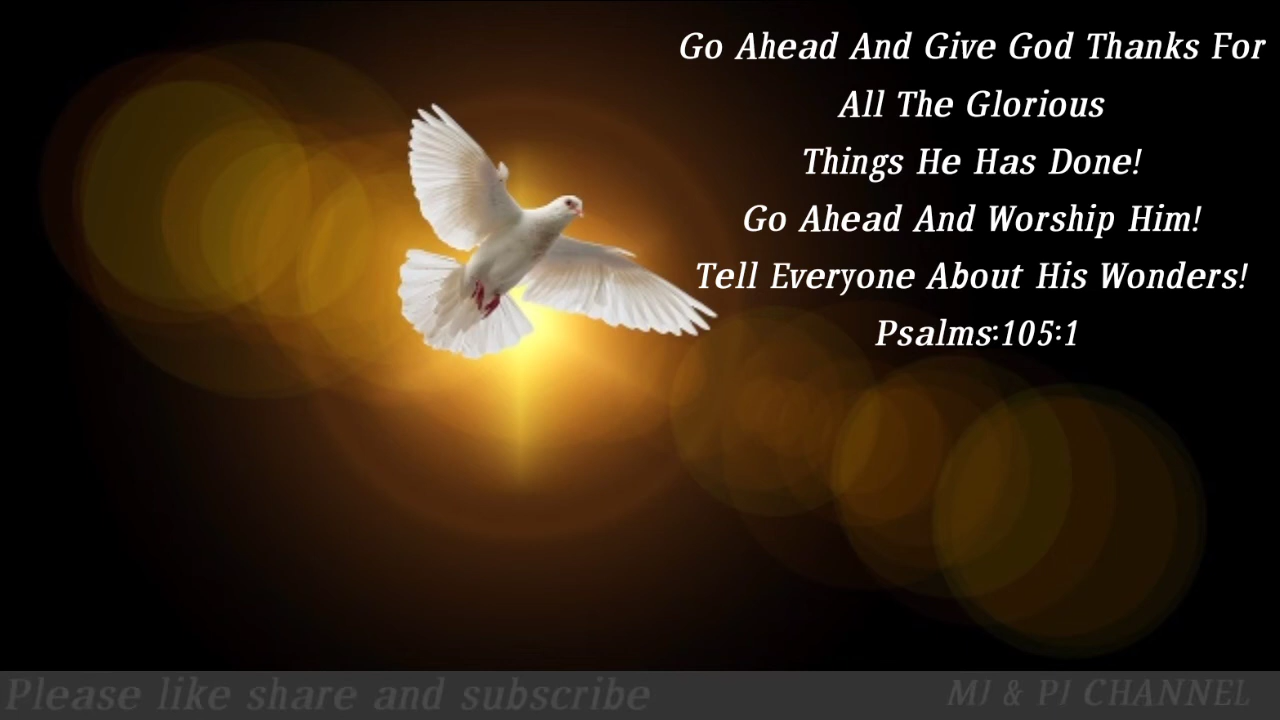 Go Ahead And Give God Thanks For
All The Glorious
Things He Has Done!
Go Ahead And Worship Him!
Tell Everyone About His Wonders!
Psalms:105:1
Please like share and subscribe
MJ & PJ CHANNEL